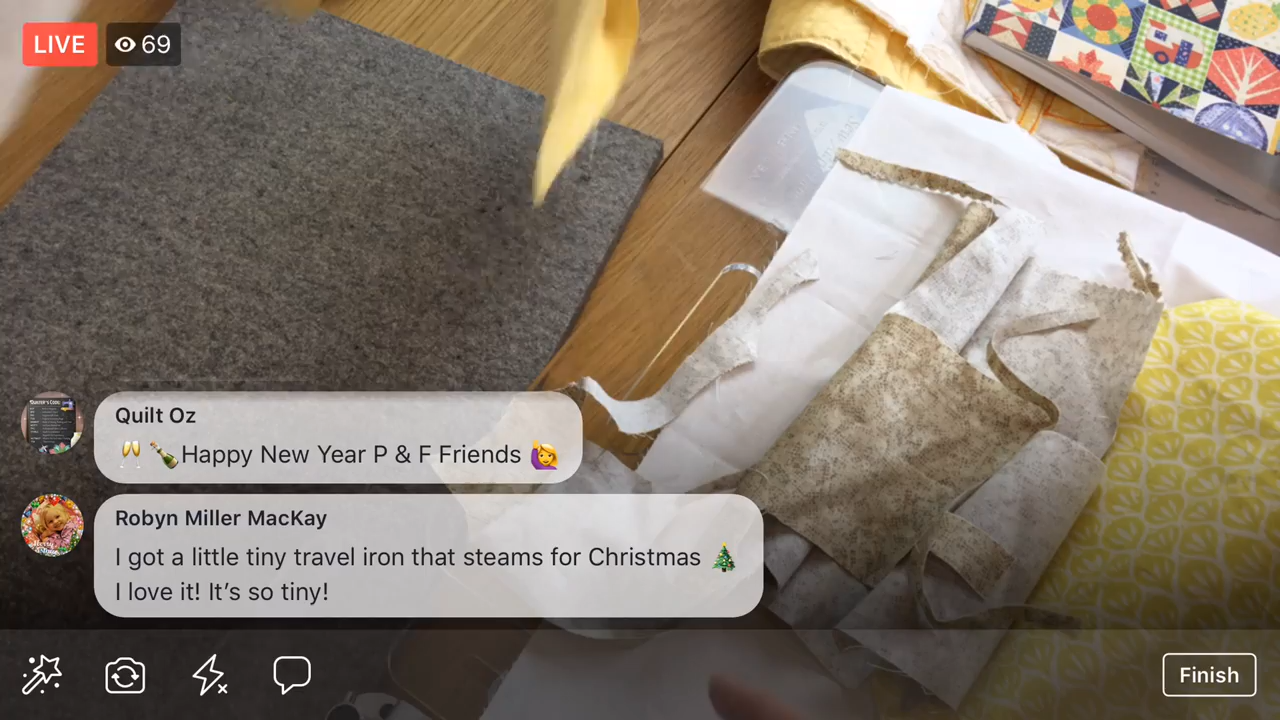 LIVE 69
Quilt Oz
🥂 🍾Happy New Year P & F Friends 🙋‍♀️
Robyn Miller MacKay
I got a little tiny travel iron that steams for Christmas 🎄
I love it! It’s so tiny!
Finish